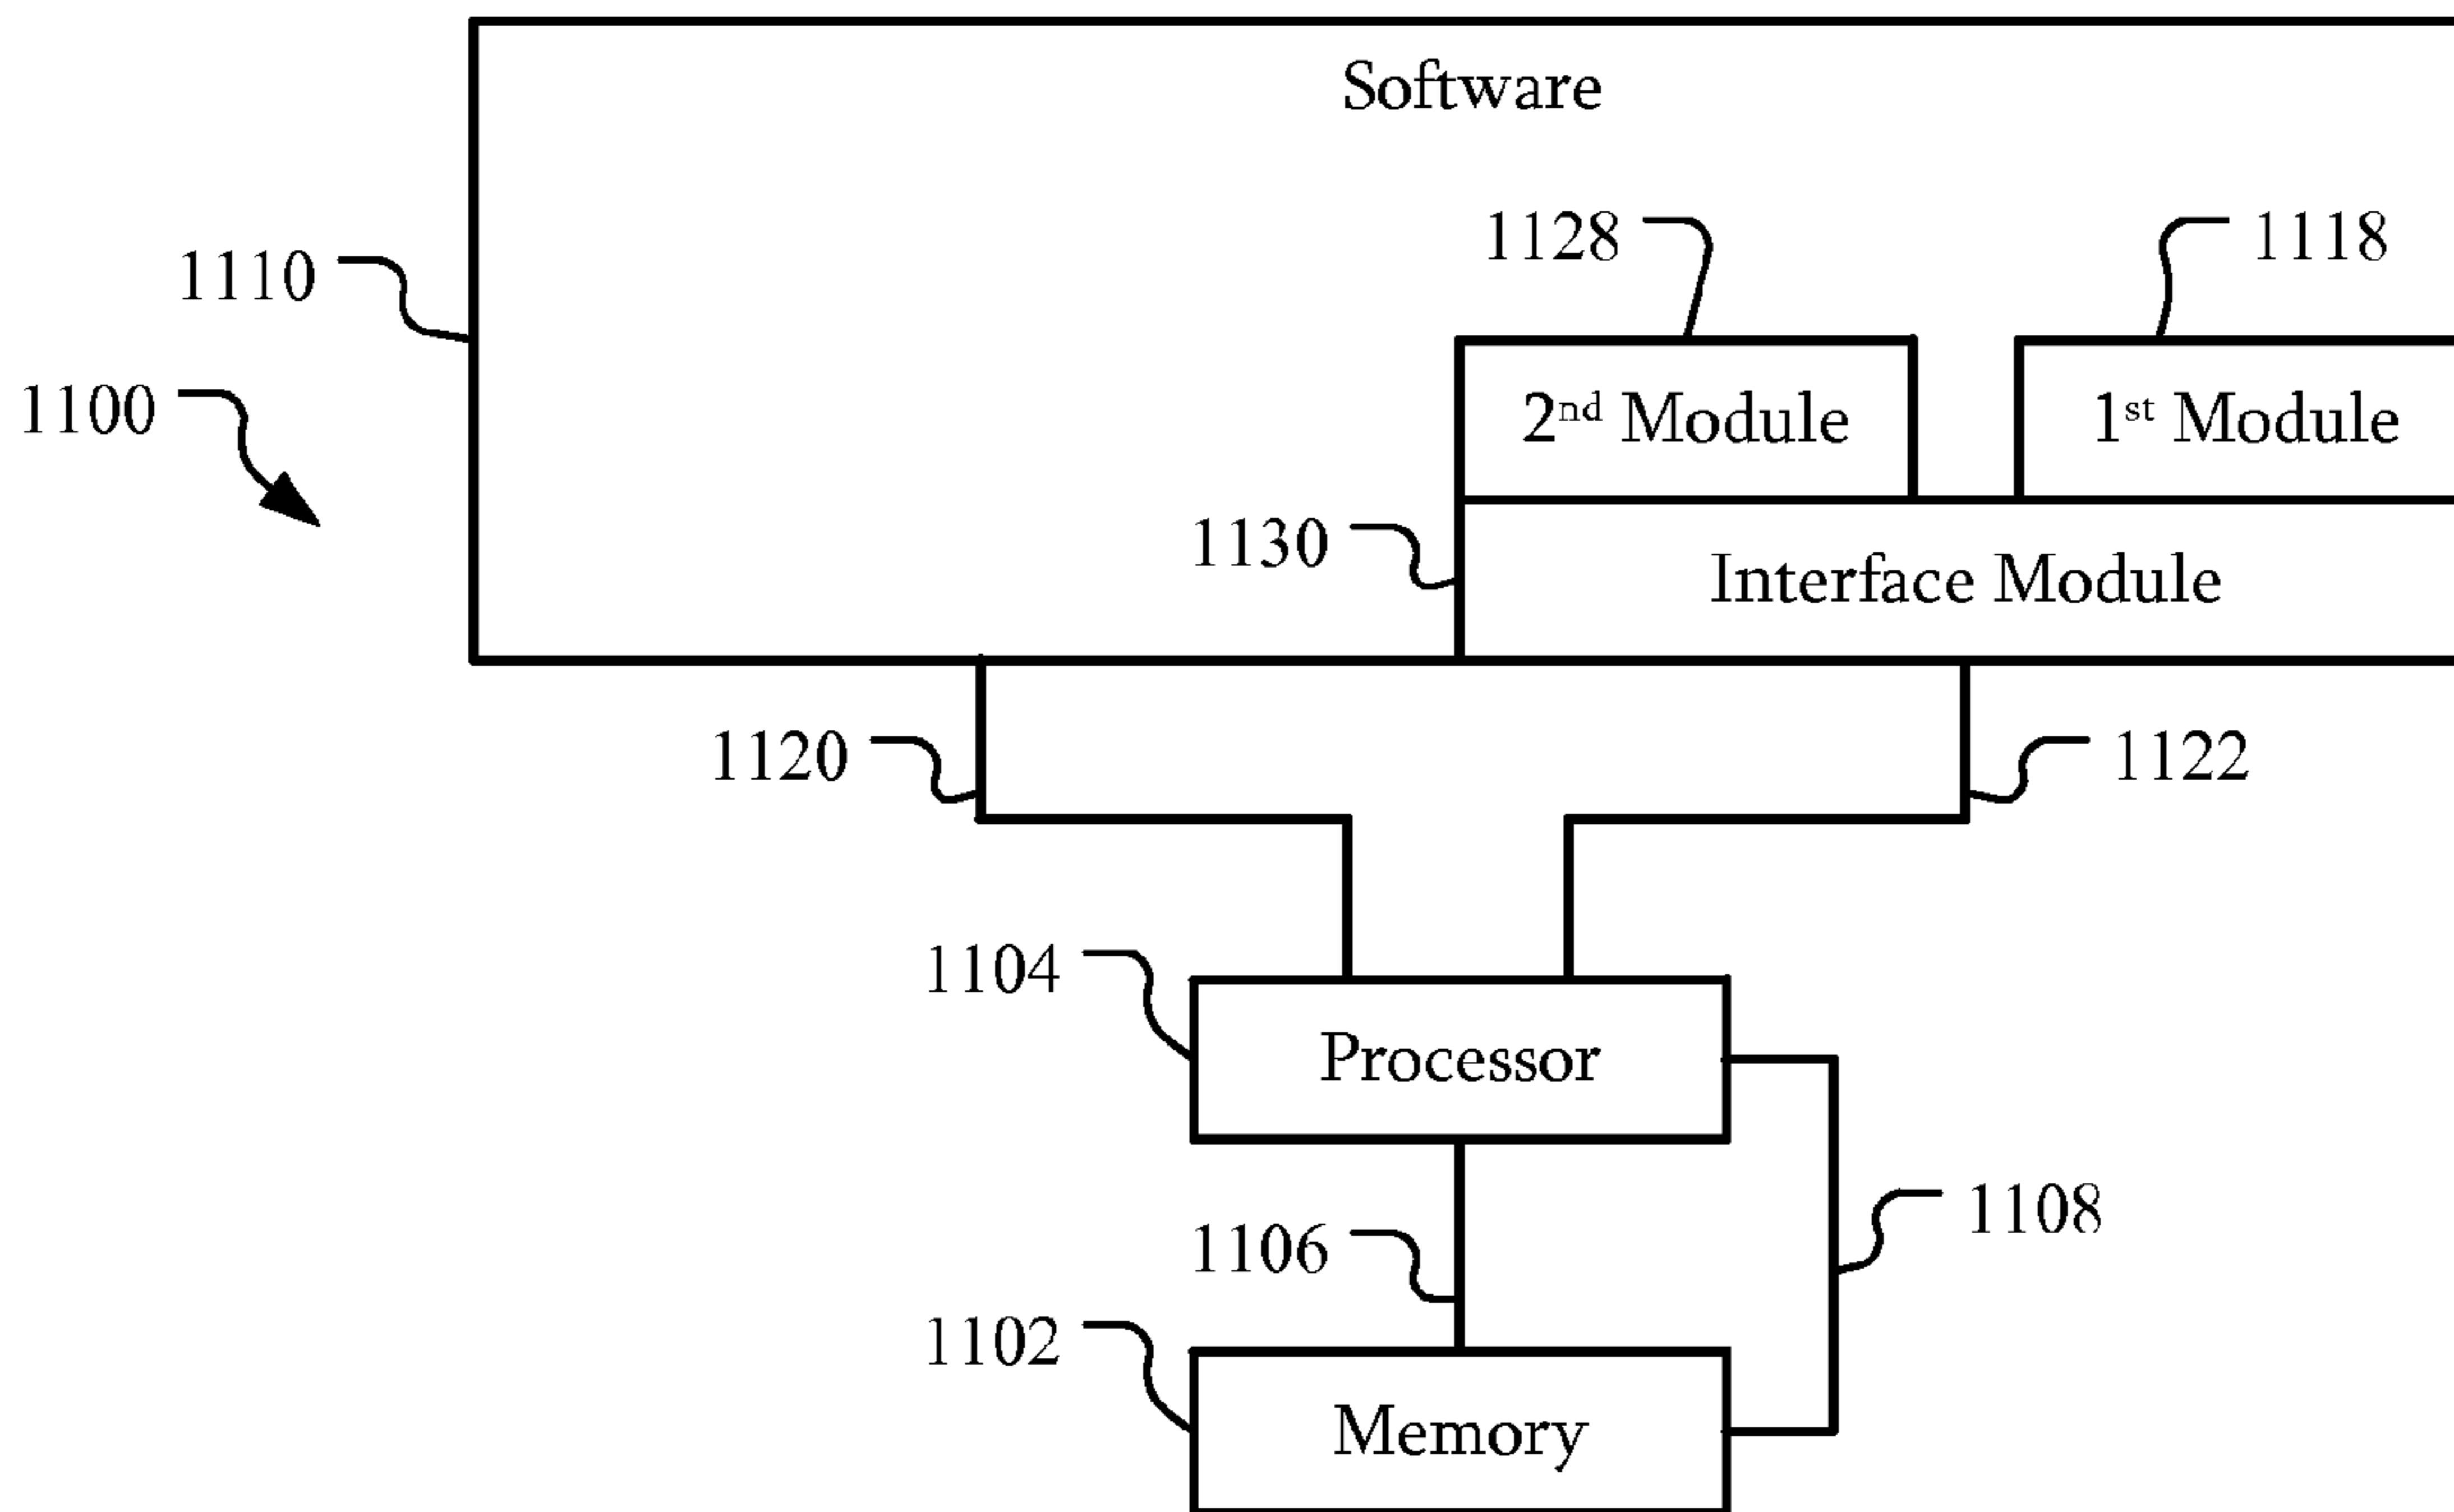 Software
1128
1118
1110
1100
2nd Module
1st Module
1130
Interface Module
1120
1122
1104
Processor
1108
1106
1102
Memory